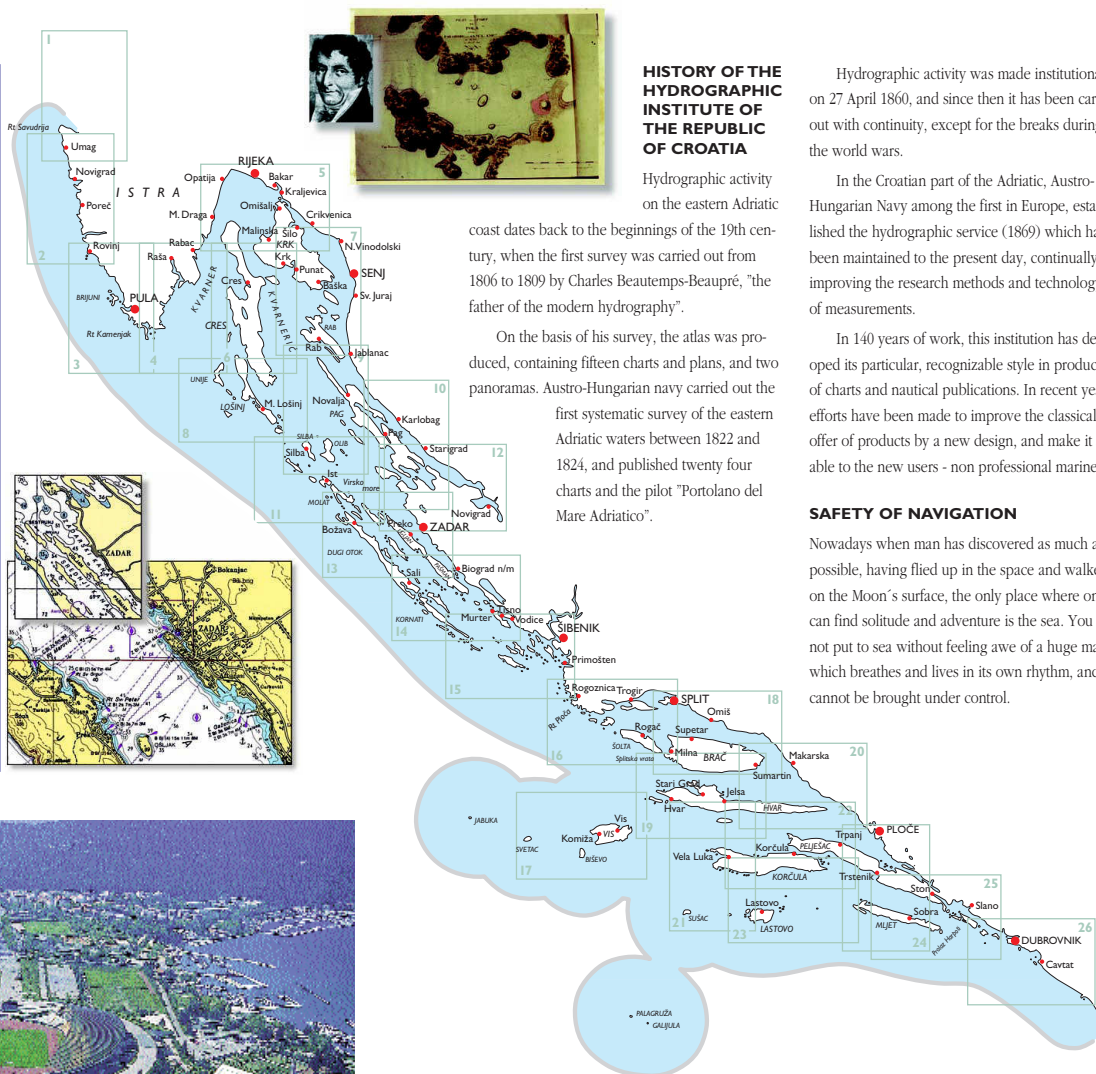 HISTORY OF THE
HYDROGRAPHIC
INSTITUTE OF
THE REPUBLIC
OF CROATIA
Hydrographic activity
on the eastern Adriatic
coast dates back to the beginnings of the 19th cen-
tury, when the first survey was carried out from
1806 to 1809 by Charles Beautemps-Beaupré, "the
father of the modern hydrography".
On the basis of his survey, the atlas was pro-
duced, containing fifteen charts and plans, and two
panoramas. Austro-Hungarian navy carried out the
first systematic survey of the eastern
Adriatic waters between 1822 and
1824, and published twenty four
charts and the pilot "Portolano del
Mare Adriatico".
Hydrographic activity was made institutiona
on 27 April 1860, and since then it has been car
out with continuity, except for the breaks during
the world wars.
In the Croatian part of the Adriatic, Austro-
Hungarian Navy among the first in Europe, esta
lished the hydrographic service (1869) which ha
been maintained to the present day, continually
improving the research methods and technolog
of measurements.
In 140 years of work, this institution has de
oped its particular, recognizable style in produc
of charts and nautical publications. In recent ye
efforts have been made to improve the classical
offer of products by a new design, and make it
able to the new users - non professional marine
SAFETY OF NAVIGATION
Nowadays when man has discovered as much a
possible, having flied up in the space and walke
on the Moon´s surface, the only place where or
can find solitude and adventure is the sea. You
not put to sea without feeling awe of a huge ma
which breathes and lives in its own rhythm, and
cannot be brought under control.
1
Rt Savudrija
Umag
Novigrad
ISTRA
Poreč
2
Rovinj
Opatija
RIJEKA
5
Bakar
Kraljevica
Omišalj
Crikvenica
M. Draga
Malinska
Šilo
7
KRK
N.Vinodolski
Rabac
Raša
Krk
Punat
SENJ
Baška
Sv. Juraj
KVARNER
Cres
BRIJUNI
PULA
KVARNERIĆ
CRES
RAB
Rt Kamenjak
Rab
Jablanac
3
4
6
9
UNIJE
10
Novalja
LOŠINJ
M. Lošinj
PAG
Karlobag
8
Pag
SILBA
OLIB
Starigrad
Silba
12
Ist
Virsko
more
MOLAT
Novigrad
11
Božava
Preko
ZADAR
UGLJAN
DUGI OTOK
13
PAŠMAN
Biograd n/m
Sali
Tisno
Murter
Vodice
KORNATI
14
ŠIBENIK
Primošten
15
Rogoznica
Trogir
SPLIT
Rt Ploča
18
Omiš
Rogač
Supetar
ŠOLTA
Splitska vrata
Milna
BRAČ
16
Makarska
20
Sumartin
Stari Grad
Jelsa
Hvar
HVAR
JABUKA
Vis
19
22
SVETAC
Komiža
VIS
BIŠEVO
17
Trpanj
PLOČE
Korčula
PELJEŠAC
Vela Luka
KORČULA
Trstenik
Ston
25
Slano
Lastovo
Sobra
SUŠAC
21
23
LASTOVO
MLJET
24
26
DUBROVNIK
Cavtat
PALAGRUŽA
GALIJULA
ZADAR
Bokanjac
ZADAR
OŠLJAK